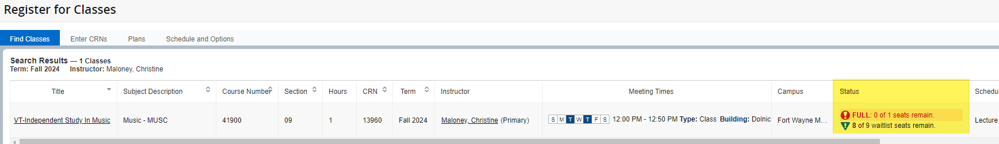 Register for Classes
Find Classes Enter CRNs Plans Schedule and Options
Search Results — 1 Classes
Term: Fall 2024 Instructor: Maloney, Christine
Title Subject Description Course Number Section Hours CRN Term Instructor Meeting Times Campus Status Schedu
VT-Independent Study In Music Music - MUSC 41900 09 1 13960 Fall 2024 Maloney, Christine (Primary) S M T W T F S 12:00 PM - 12:50 PM Type: Class Building: Dolnic Fort Wayne M... FULL: 0 of 1 seats remain. Lecture
8 of 9 waitlist seats remain.